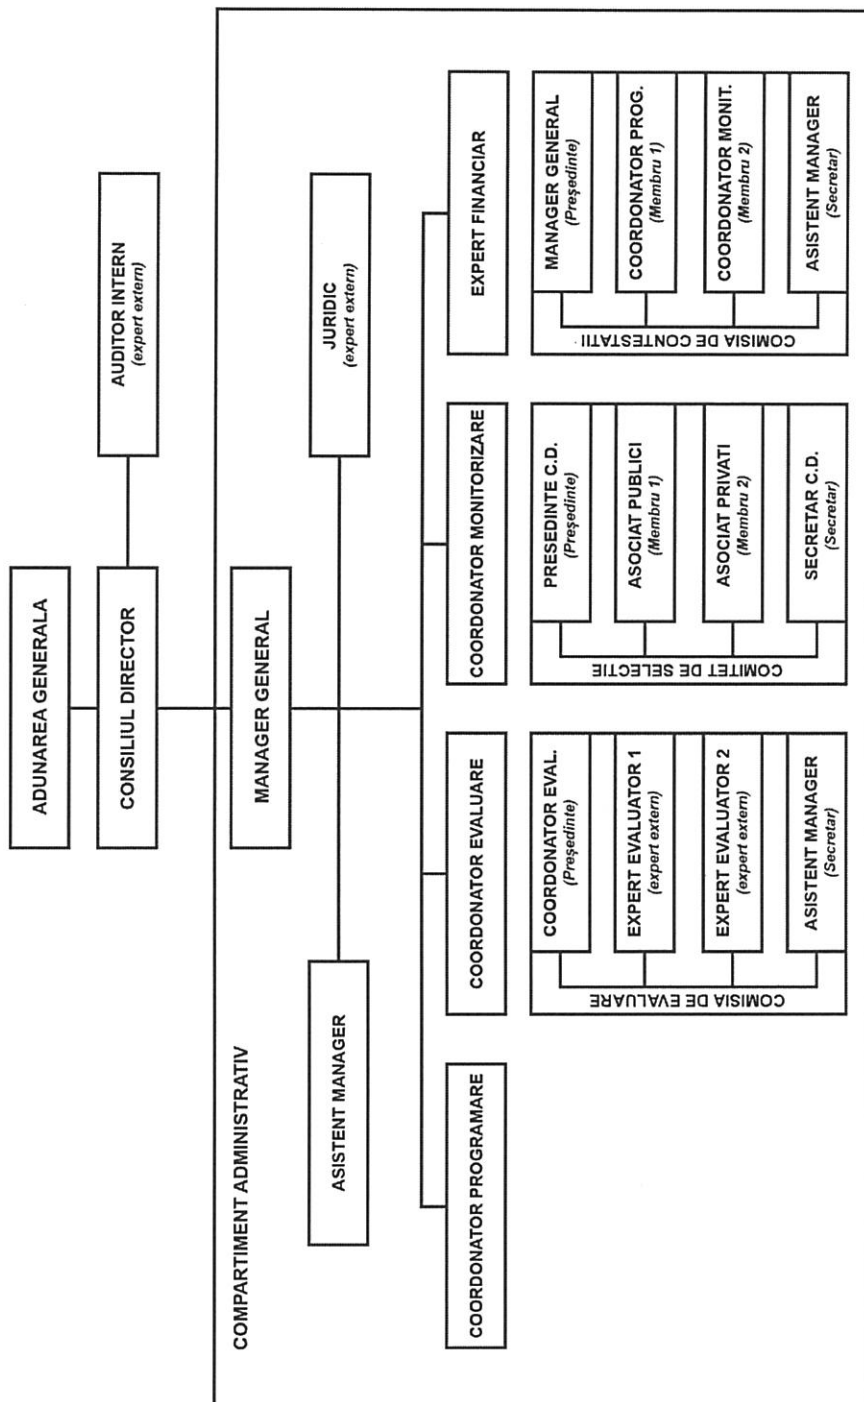 ADUNAREA GENERALA
CONSILIUL DIRECTOR
AUDITOR INTERN
(expert extern)
COMPARTIMENT ADMINISTRATIV
MANAGER GENERAL
ASISTENT MANAGER
JURIDIC
(expert extern)
COORDONATOR PROGRAMARE
COORDONATOR EVALUARE
COORDONATOR MONITORIZARE
EXPERT FINANCIAR
COMISIA DE EVALUARE
COORDONATOR EVAL.
(Președinte)
EXPERT EVALUATOR 1
(expert extern)
EXPERT EVALUATOR 2
(expert extern)
ASISTENT MANAGER
(Secretar)
COMITET DE SELECTIE
PRESEDINTE C.D.
(Președinte)
ASOCIAT PUBLICI
(Membru 1)
ASOCIAT PRIVATI
(Membru 2)
SECRETAR C.D.
(Secretar)
COMISIA DE CONTESTATII
MANAGER GENERAL
(Președinte)
COORDONATOR PROG.
(Membru 1)
COORDONATOR MONIT.
(Membru 2)
ASISTENT MANAGER
(Secretar)